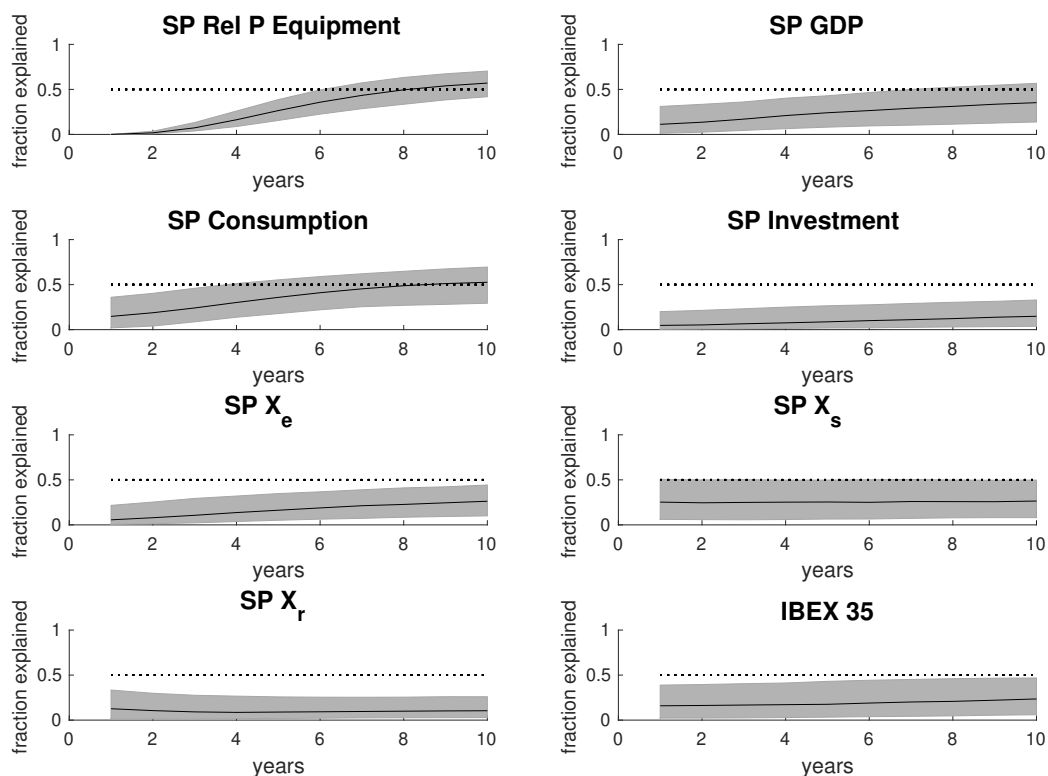 SP Rel P Equipment
fraction explained
1
0.5
0
0 2 4 6 8 10
years
SP GDP
fraction explained
1
0.5
0
0 2 4 6 8 10
years
SP Consumption
fraction explained
1
0.5
0
0 2 4 6 8 10
years
SP Investment
fraction explained
1
0.5
0
0 2 4 6 8 10
years
SP X_e
fraction explained
1
0.5
0
0 2 4 6 8 10
years
SP X_s
fraction explained
1
0.5
0
0 2 4 6 8 10
years
SP X_r
fraction explained
1
0.5
0
0 2 4 6 8 10
years
IBEX 35
fraction explained
1
0.5
0
0 2 4 6 8 10
years